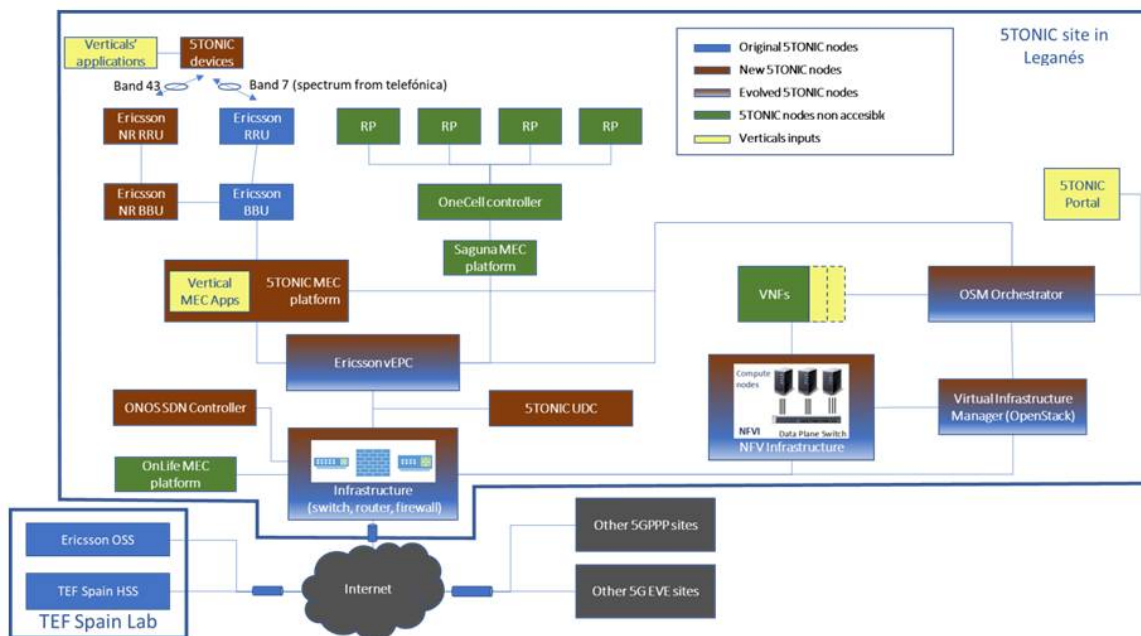 Verticals'
applications
5TONIC
devices
Band 43
Band 7 (spectrum from telefónica)
Ericsson
NR RRU
Ericsson
RRU
RP
RP
RP
RP
Original 5TONIC nodes
New 5TONIC nodes
Evolved 5TONIC nodes
5TONIC nodes non accesible
Verticals inputs
5TONIC site in
Leganés
Ericsson
NR BBU
Ericsson
BBU
OneCell controller
5TONIC
Portal
Saguna MEC
platform
Vertical
MEC Apps
5TONIC MEC
platform
VNFs
OSM Orchestrator
Ericsson vEPC
Compute
nodes
NFVI
Data Plane Switch
NFV Infrastructure
Virtual Infrastructure
Manager (OpenStack)
ONOS SDN Controller
5TONIC UDC
OnLife MEC
platform
Infrastructure
(switch, router, firewall)
Ericsson OSS
TEF Spain HSS
TEF Spain Lab
Internet
Other 5GPPP sites
Other 5G EVE sites